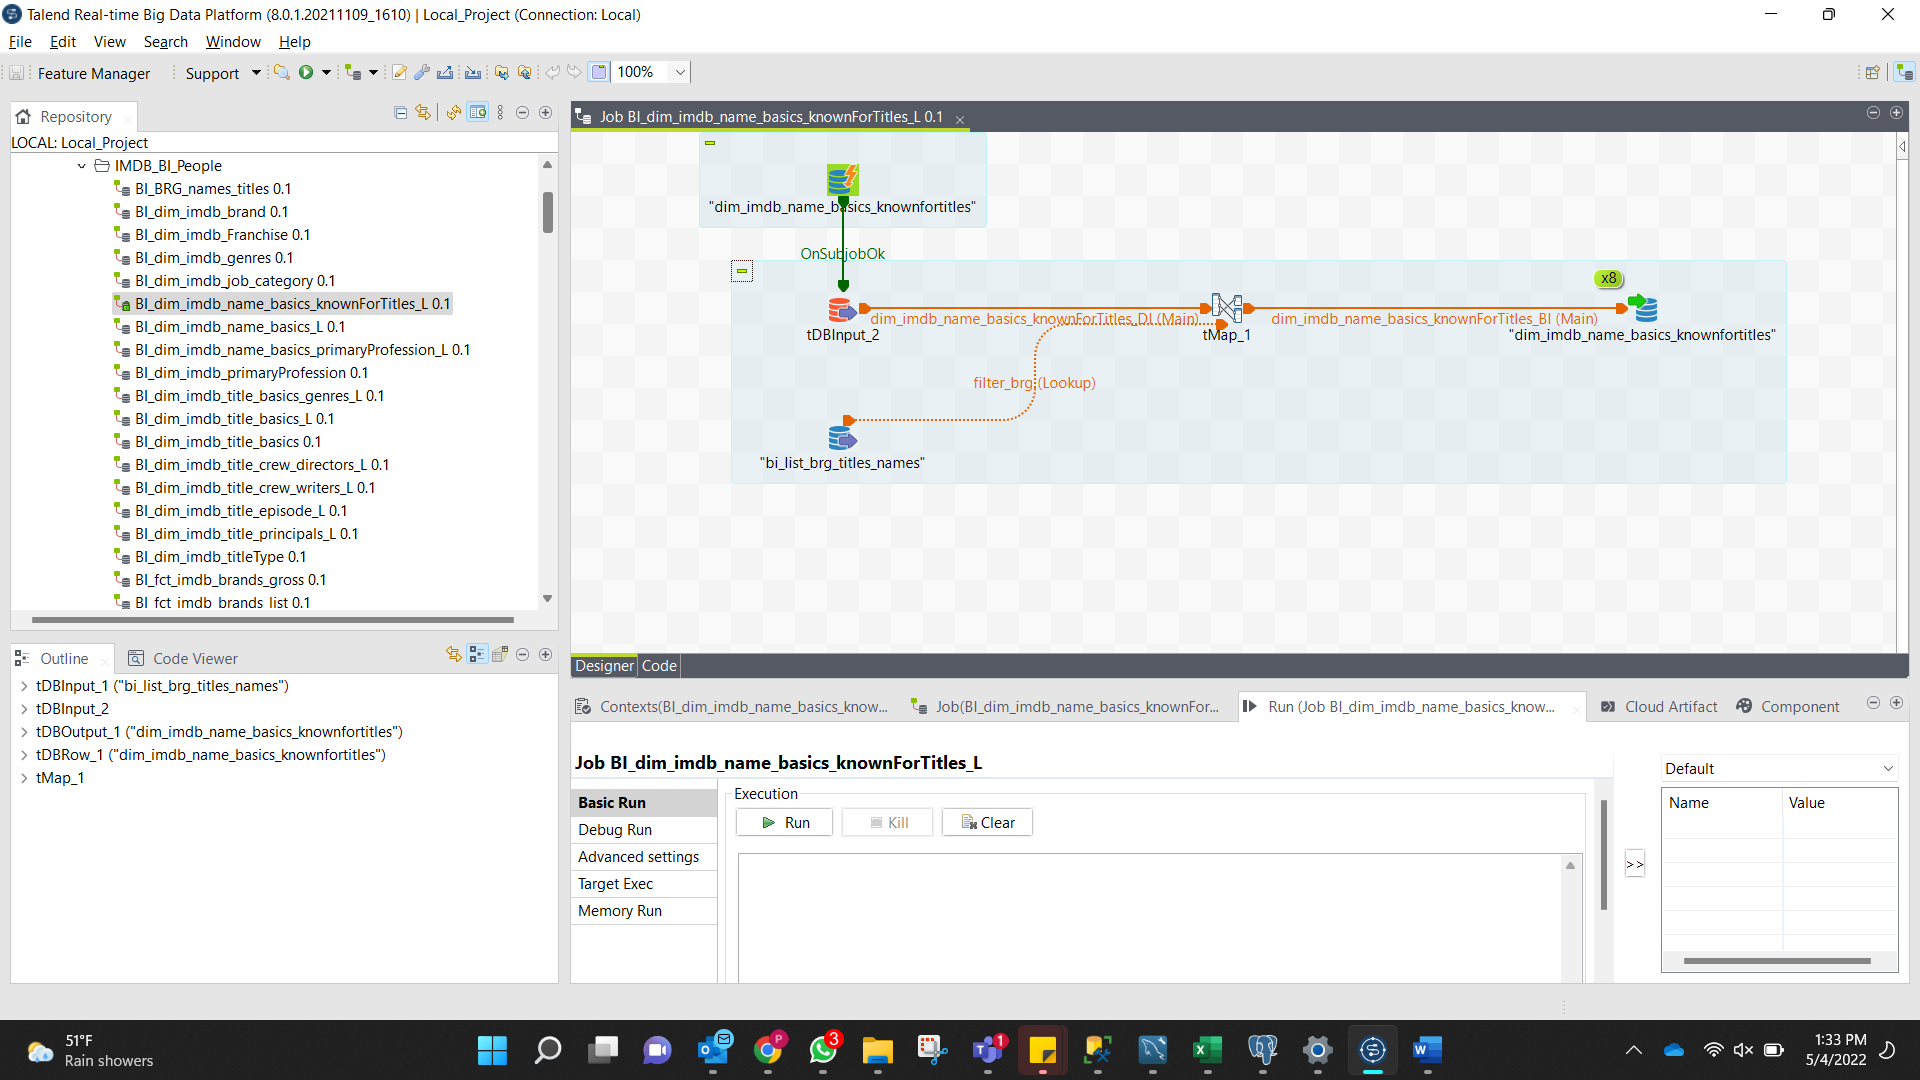 Talend Real-time Big Data Platform (8.0.1.20211109_1610) | Local_Project (Connection: Local)
File Edit View Search Window Help
Feature Manager Support 100%
Repository
LOCAL: Local_Project
IMDB_BI_People
BI_BRG_names_titles 0.1
BI_dim_imdb_brand 0.1
BI_dim_imdb_Franchise 0.1
BI_dim_imdb_genres 0.1
BI_dim_imdb_job_category 0.1
BI_dim_imdb_name_basics_knownForTitles_L 0.1
BI_dim_imdb_name_basics_L 0.1
BI_dim_imdb_name_basics_primaryProfession_L 0.1
BI_dim_imdb_primaryProfession 0.1
BI_dim_imdb_title_basics_genres_L 0.1
BI_dim_imdb_title_basics_L 0.1
BI_dim_imdb_title_basics 0.1
BI_dim_imdb_title_crew_directors_L 0.1
BI_dim_imdb_title_crew_writers_L 0.1
BI_dim_imdb_title_episode_L 0.1
BI_dim_imdb_title_principals_L 0.1
BI_dim_imdb_titleType 0.1
BI_fct_imdb_brands_gross 0.1
BI_fct_imdb_brands_list 0.1
Outline Code Viewer
tDBInput_1 ("bi_list_brg_titles_names")
tDBInput_2
tDBOutput_1 ("dim_imdb_name_basics_knownfortitles")
tDBRow_1 ("dim_imdb_name_basics_knownfortitles")
tMap_1
Job BI_dim_imdb_name_basics_knownForTitles_L 0.1
"dim_imdb_name_basics_knownfortitles"
OnSubjobOk
x8
dim_imdb_name_basics_knownForTitles_DI (Main) dim_imdb_name_basics_knownForTitles_BI (Main)
tDBInput_2 tMap_1 "dim_imdb_name_basics_knownfortitles"
filter_brg (Lookup)
"bi_list_brg_titles_names"
Designer Code
Contexts(BI_dim_imdb_name_basics_know... Job(BI_dim_imdb_name_basics_knownFor... Run (Job BI_dim_imdb_name_basics_know... Cloud Artifact Component
Job BI_dim_imdb_name_basics_knownForTitles_L
Basic Run
Debug Run
Advanced settings
Target Exec
Memory Run
Execution
Run Kill Clear
>>
Default
Name Value
51°F
Rain showers
P 3 1
1:33 PM
5/4/2022